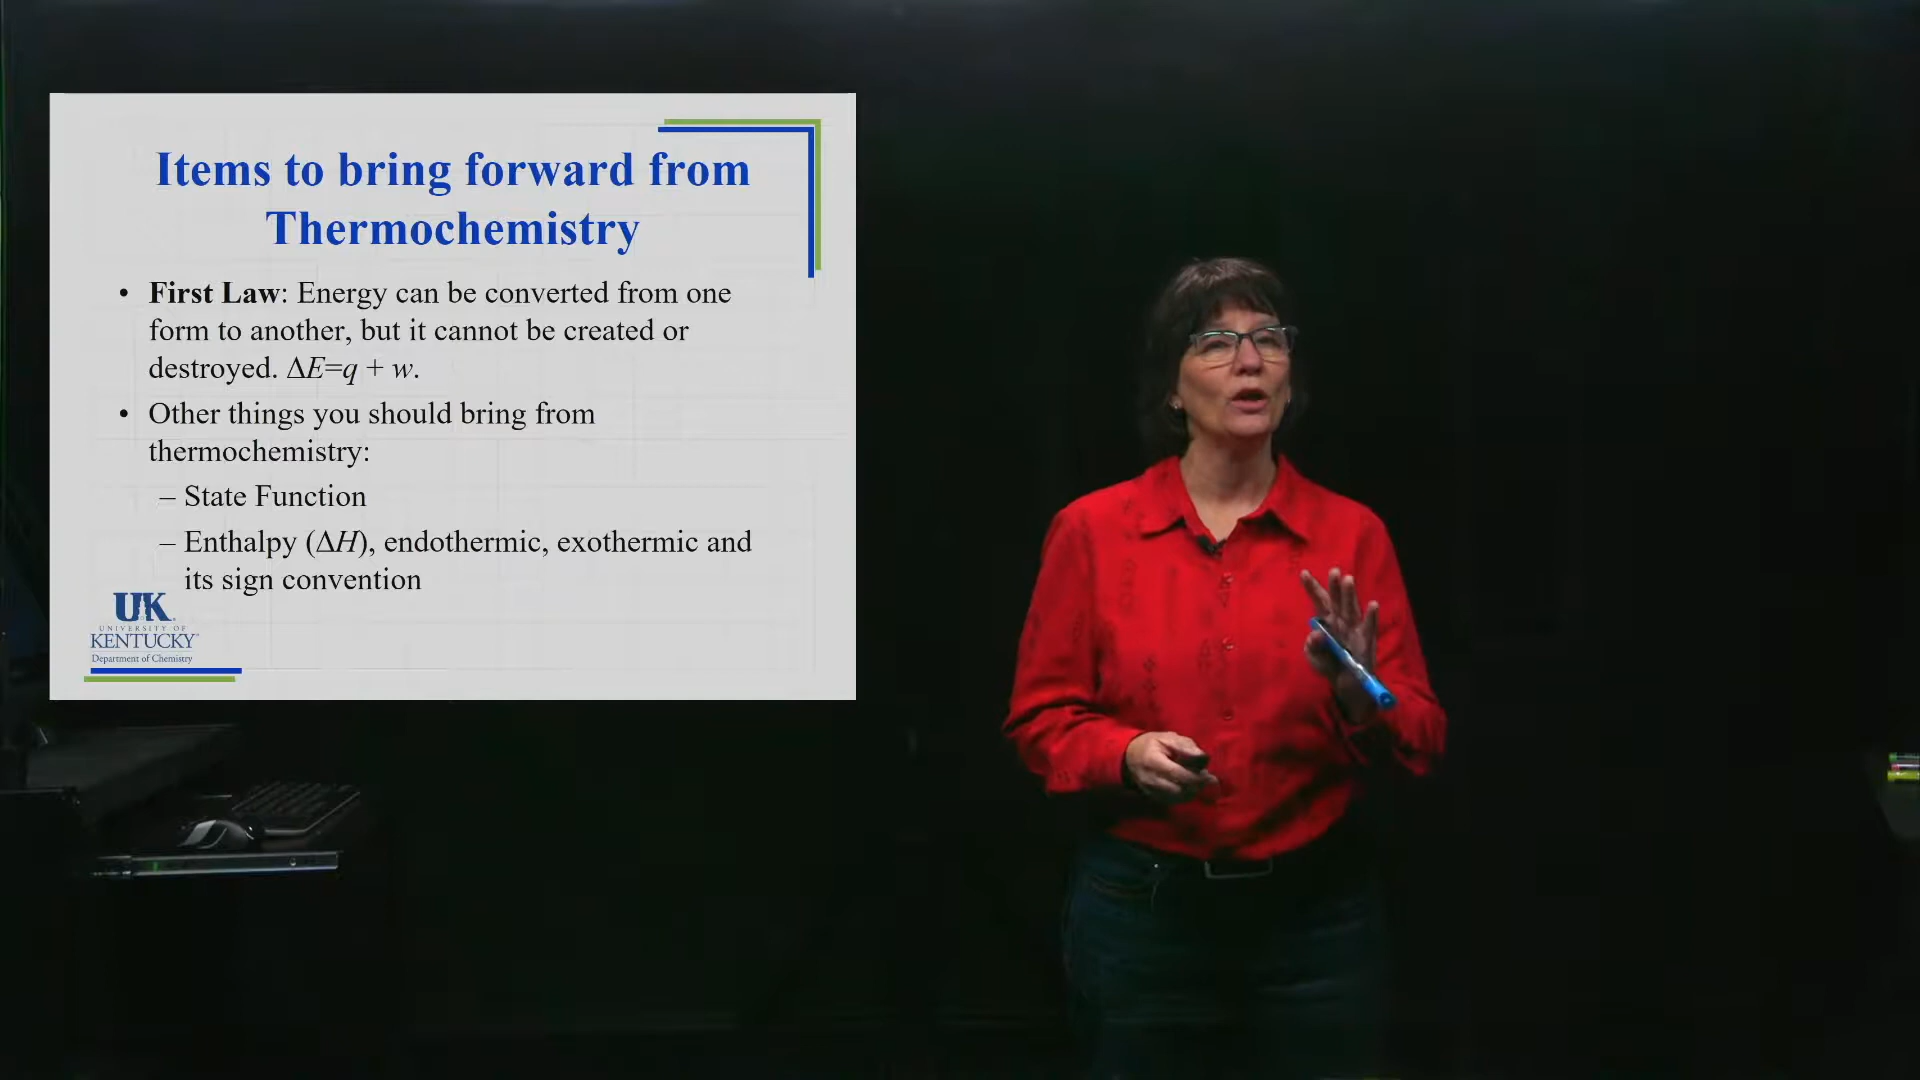 Items to bring forward from
Thermochemistry
• First Law: Energy can be converted from one
form to another, but it cannot be created or
destroyed. ΔE=q + w.
• Other things you should bring from
thermochemistry:
– State Function
– Enthalpy (ΔH), endothermic, exothermic and
its sign convention
UK
UNIVERSITY OF
KENTUCKY
Department of Chemistry